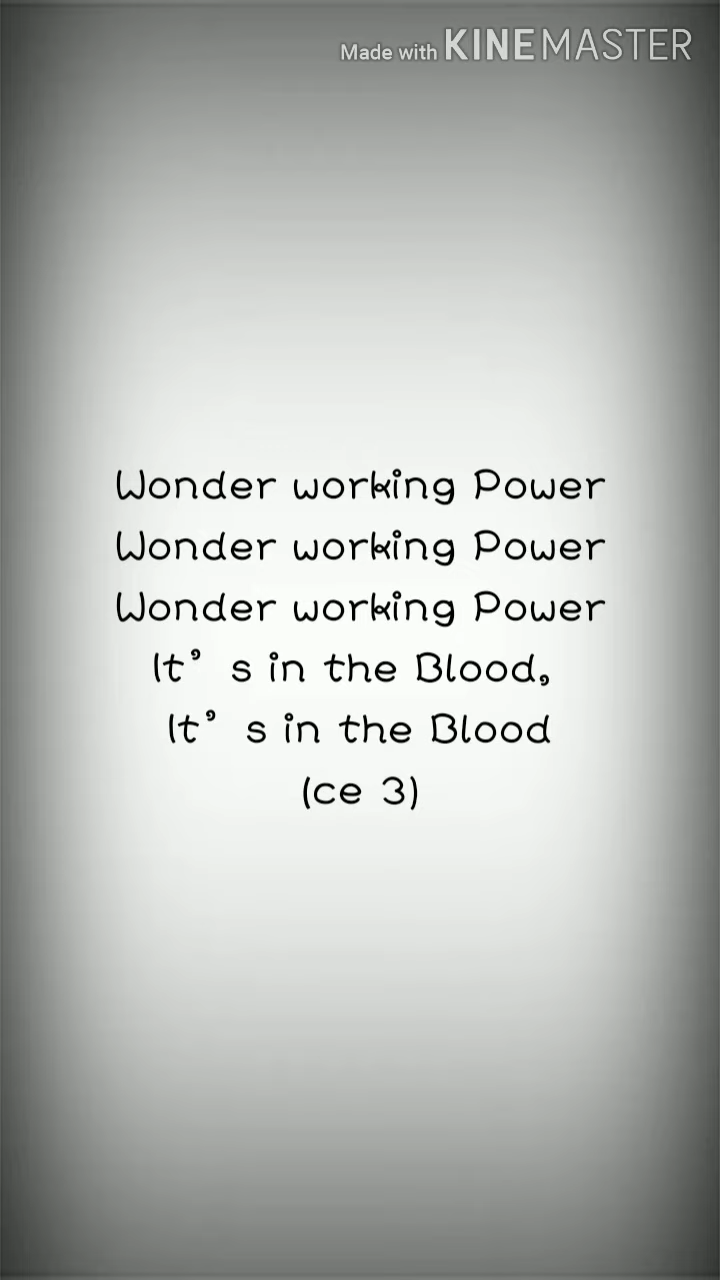 Made with KINEMASTER
Wonder working Power
Wonder working Power
Wonder working Power
It’s in the Blood,
It’s in the Blood
(ce 3)